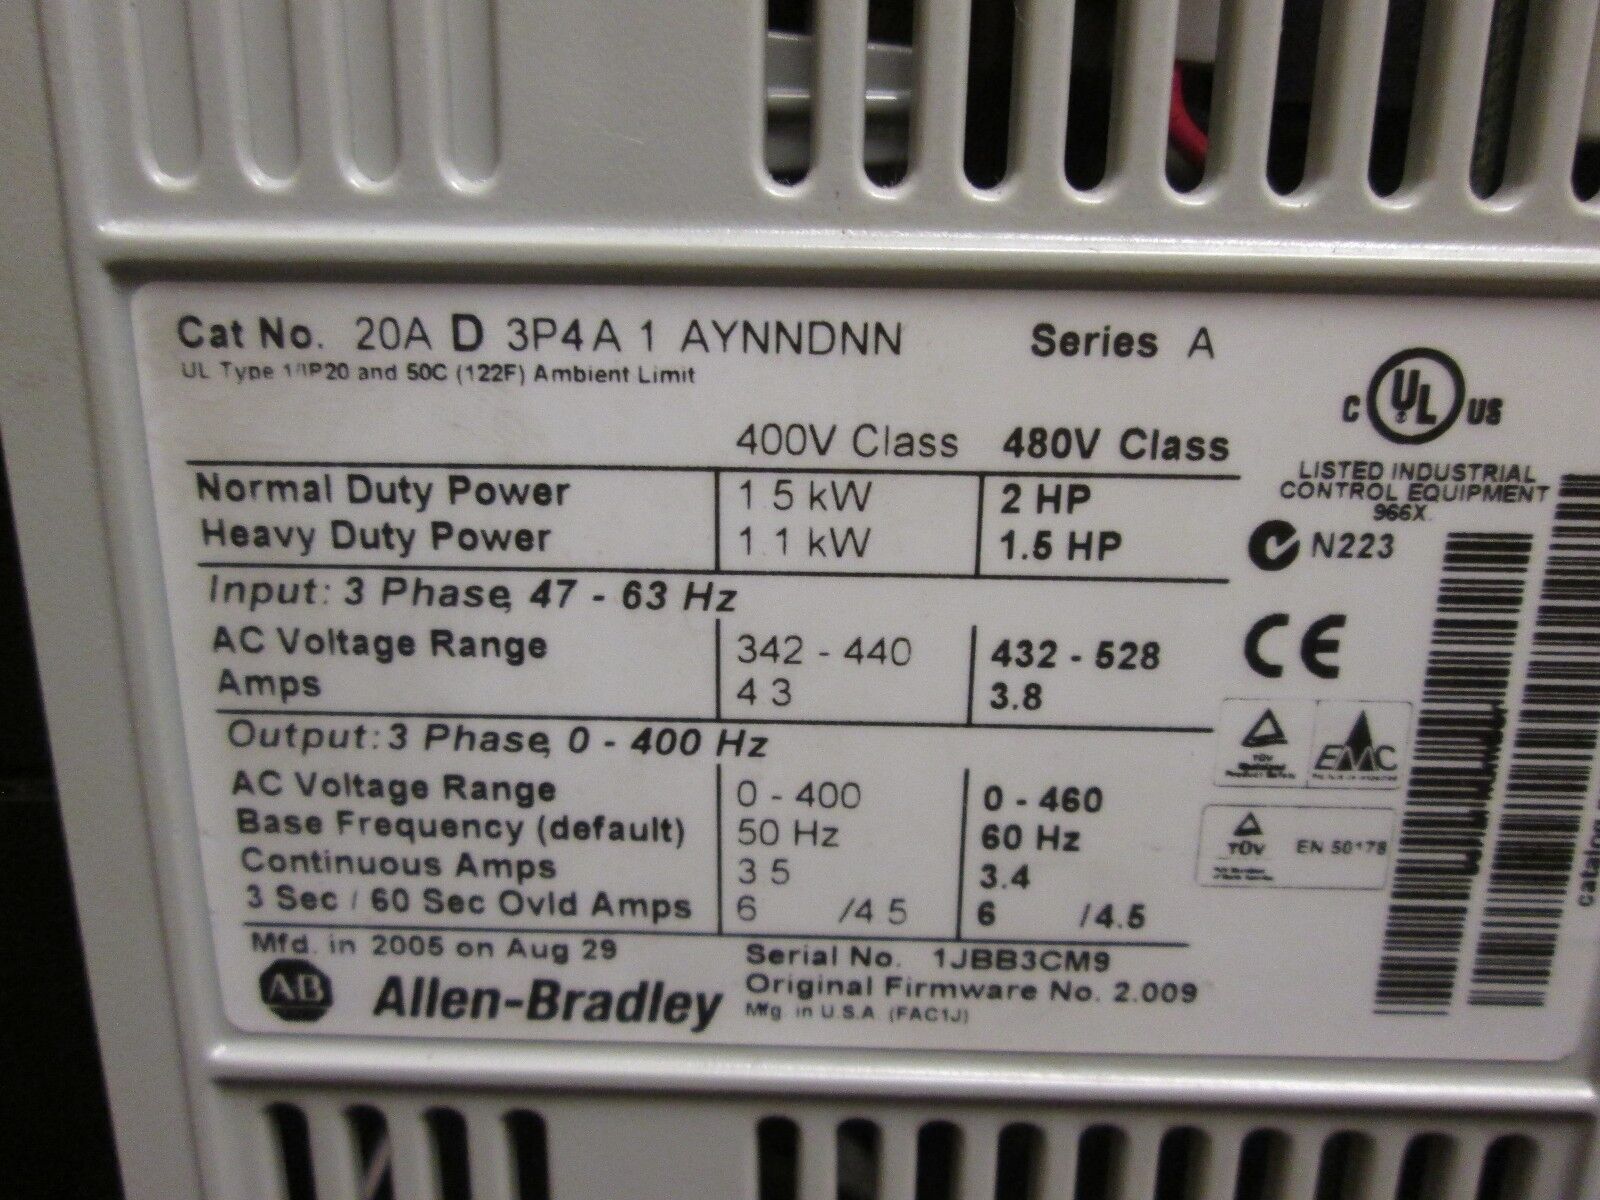 Cat No. 20A D 3P4 A 1 AYNNDNN Series A
UL Type 1/IP20 and 50C (122F) Ambient Limit
400V Class 480V Class
Normal Duty Power 1 5 kW 2 HP
Heavy Duty Power 1.1 kW 1.5 HP
Input: 3 Phase, 47 - 63 Hz
AC Voltage Range 342 - 440 432 - 528
Amps 4 3 3.8
Output: 3 Phase, 0 - 400 Hz
AC Voltage Range 0 - 400 0 - 460
Base Frequency (default) 50 Hz 60 Hz
Continuous Amps 3 5 3.4
3 Sec / 60 Sec Ovld Amps 6 /4 5 6 /4.5
Mfd. in 2005 on Aug 29
Serial No. 1JBB3CM9
Original Firmware No. 2.009
Mfg. in U.S.A (FAC1J)
AB Allen-Bradley
C UL US
LISTED INDUSTRIAL
CONTROL EQUIPMENT
966X
N223
CE
TÜV
EMC
TÜV EN 50178
catalog